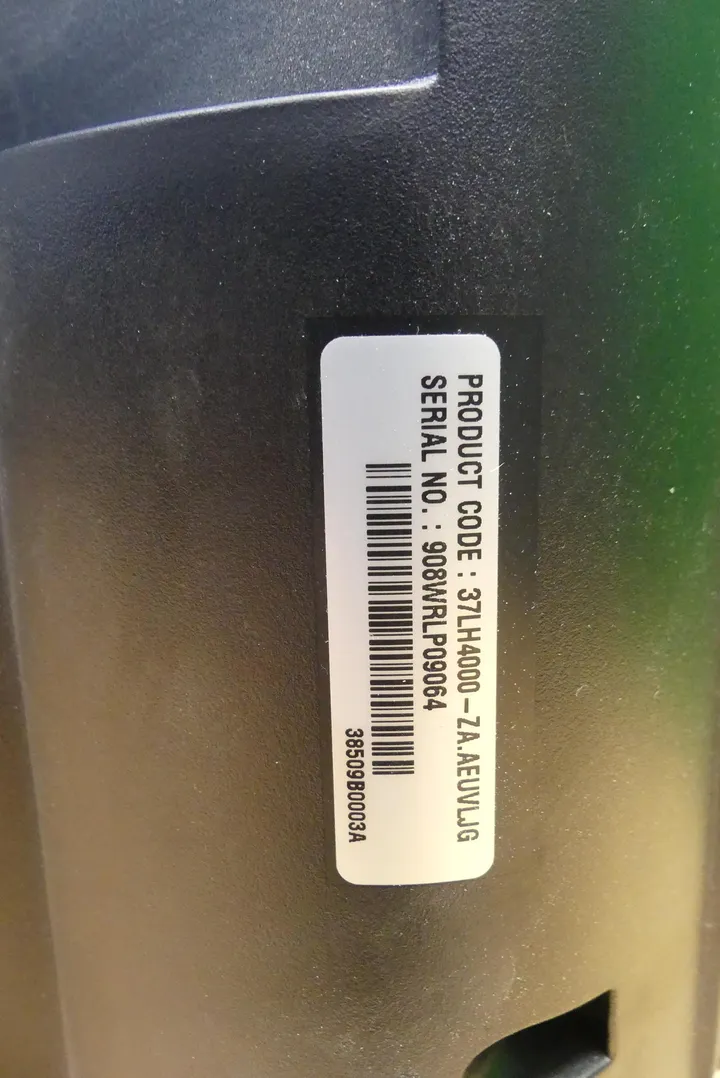 PRODUCT CODE : 37LH4000-ZA.AEUVLJG
SERIAL NO. : 908WRLP09064
38509B0003A